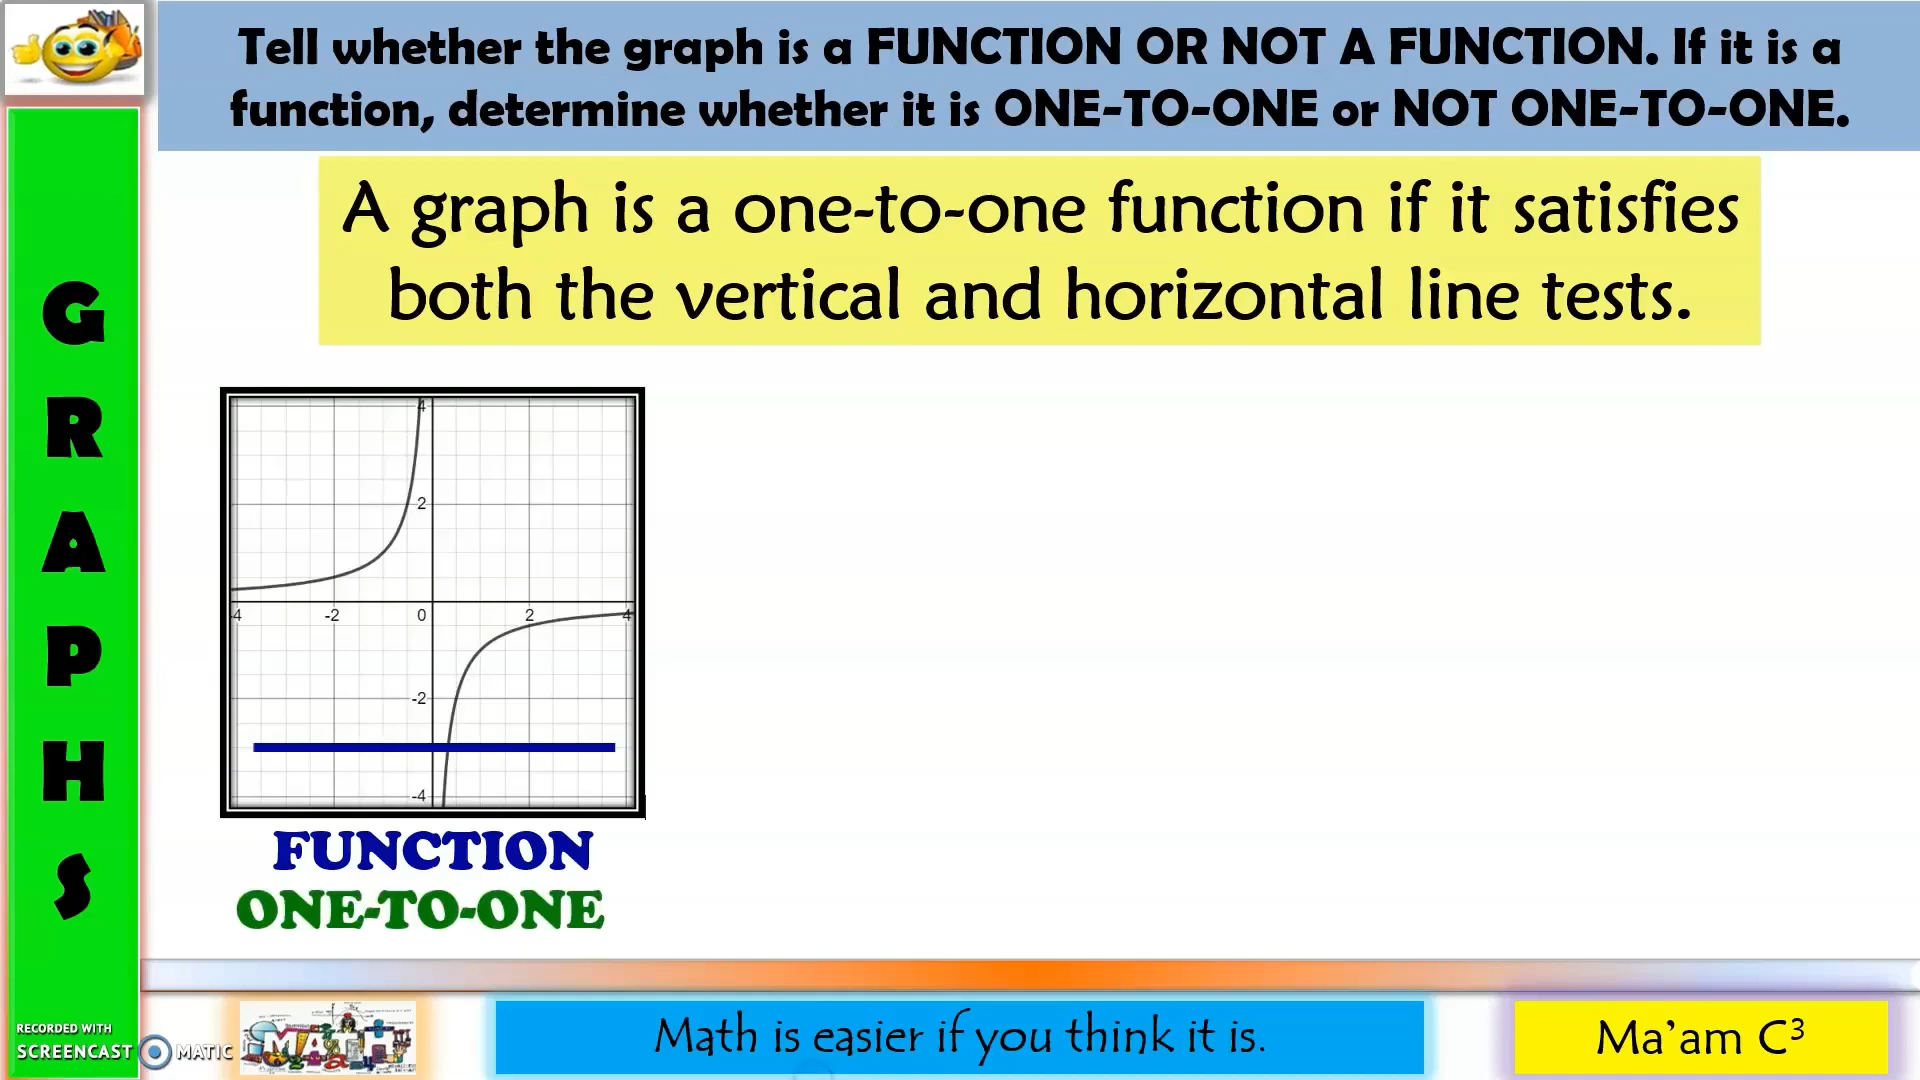 Tell whether the graph is a FUNCTION OR NOT A FUNCTION. If it is a
function, determine whether it is ONE-TO-ONE or NOT ONE-TO-ONE.
A graph is a one-to-one function if it satisfies
both the vertical and horizontal line tests.
G
R
A
P
H
S
4
2
-4 -2 0 2 4
-2
-4
FUNCTION
ONE-TO-ONE
RECORDED WITH
SCREENCAST MATIC
MATH
Math is easier if you think it is.
Ma'am C³